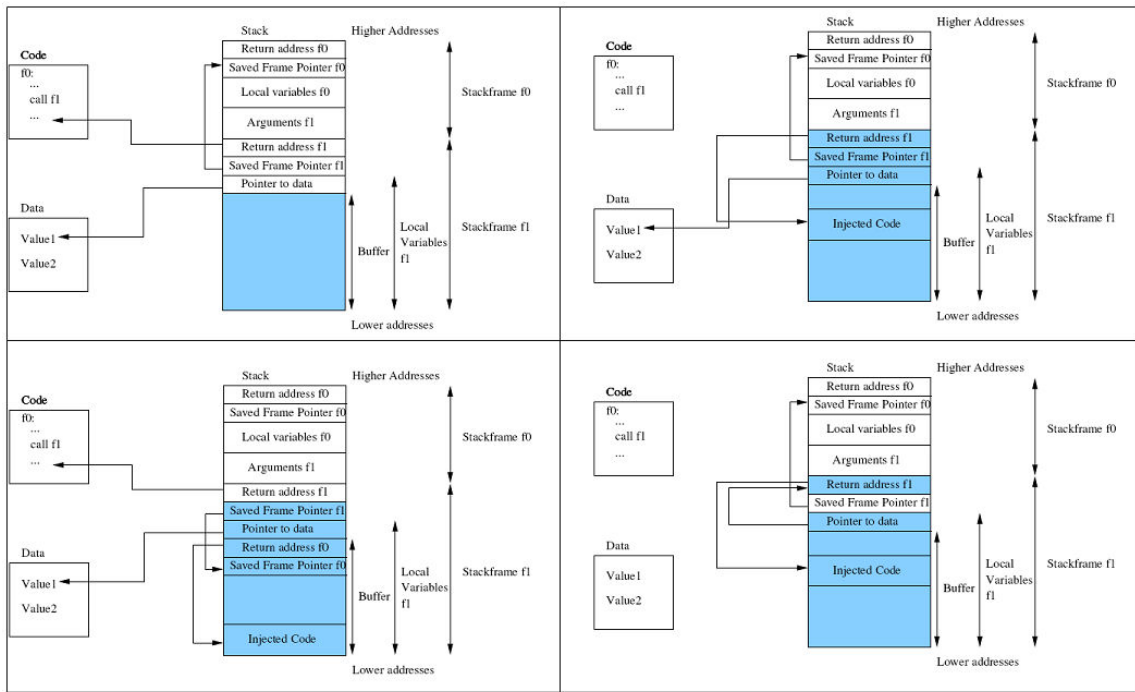 Stack
Higher Addresses
Code
f0:
...
call f1
...
Return address f0
Saved Frame Pointer f0
Local variables f0
Arguments f1
Return address f1
Saved Frame Pointer f1
Pointer to data
Stackframe f0
Data
Value1
Value2
Buffer
Local
Variables
f1
Stackframe f1
Lower addresses
Stack
Higher Addresses
Code
f0:
...
call f1
...
Return address f0
Saved Frame Pointer f0
Local variables f0
Arguments f1
Return address f1
Saved Frame Pointer f1
Pointer to data
Injected Code
Stackframe f0
Data
Value1
Value2
Buffer
Local
Variables
f1
Stackframe f1
Lower addresses
Stack
Higher Addresses
Code
f0:
...
call f1
...
Return address f0
Saved Frame Pointer f0
Local variables f0
Arguments f1
Return address f1
Saved Frame Pointer f1
Pointer to data
Return address f0
Saved Frame Pointer f0
Injected Code
Stackframe f0
Data
Value1
Value2
Buffer
Local
Variables
f1
Stackframe f1
Lower addresses
Stack
Higher Addresses
Code
f0:
...
call f1
...
Return address f0
Saved Frame Pointer f0
Local variables f0
Arguments f1
Return address f1
Saved Frame Pointer f1
Pointer to data
Injected Code
Stackframe f0
Data
Value1
Value2
Buffer
Local
Variables
f1
Stackframe f1
Lower addresses